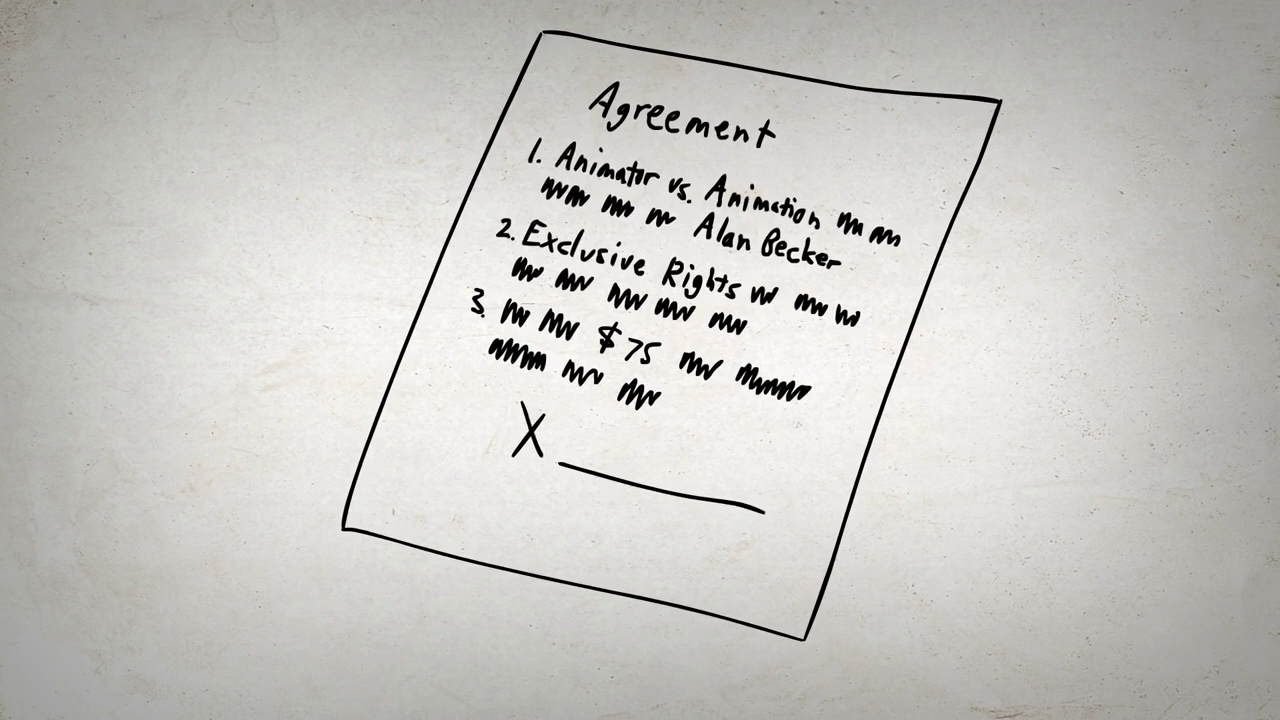 Agreement
1. Animator vs. Animation
Alan Becker
2. Exclusive Rights
3. $75
X